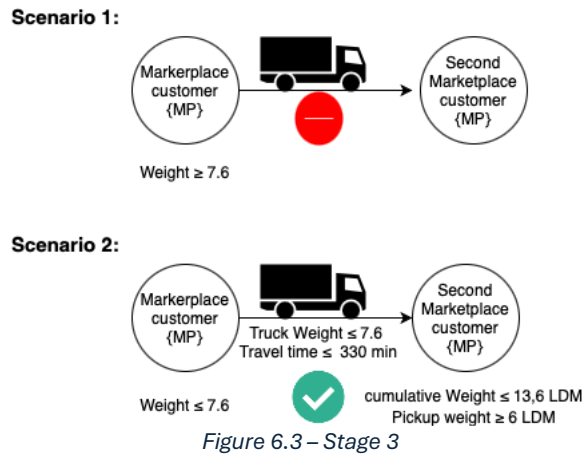 Scenario 1:
Markerplace
customer
{MP}
Second
Marketplace
customer
{MP}
Weight ≥ 7.6
Scenario 2:
Markerplace
customer
{MP}
Truck Weight ≤ 7.6
Travel time ≤ 330 min
Second
Marketplace
customer
{MP}
Weight ≤ 7.6
cumulative Weight ≤ 13,6 LDM
Pickup weight ≥ 6 LDM
Figure 6.3 – Stage 3